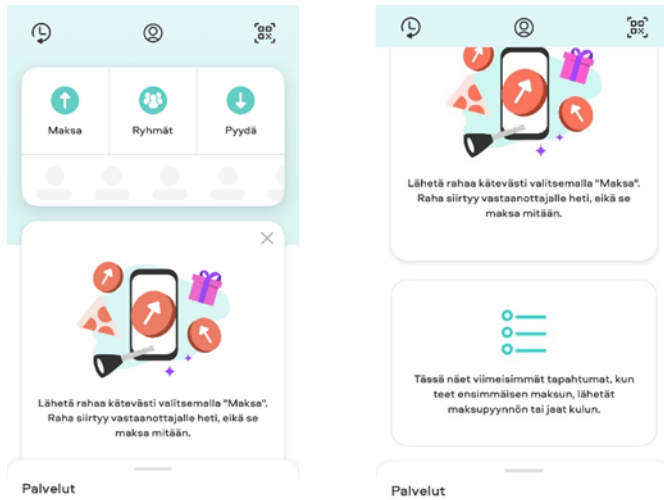 Maksa
Ryhmät
Pyydä
Lähetä rahaa kätevästi valitsemalla "Maksa".
Raha siirtyy vastaanottajalle heti, eikä se
maksa mitään.
Palvelut
Lähetä rahaa kätevästi valitsemalla "Maksa".
Raha siirtyy vastaanottajalle heti, eikä se
maksa mitään.
Tässä näet viimeisimmät tapahtumat, kun
teet ensimmäisen maksun, lähetät
maksupyynnön tai jaat kulun.
Palvelut